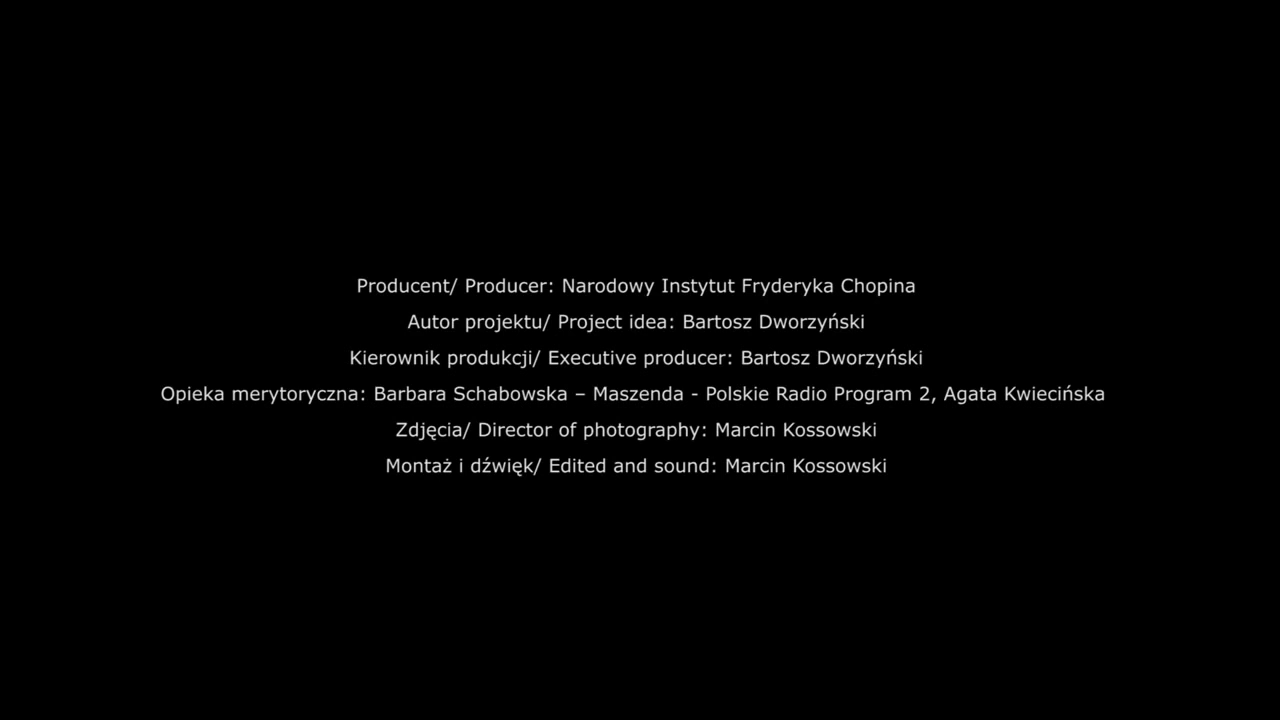 Producent/ Producer: Narodowy Instytut Fryderyka Chopina
Autor projektu/ Project idea: Bartosz Dworzyński
Kierownik produkcji/ Executive producer: Bartosz Dworzyński
Opieka merytoryczna: Barbara Schabowska – Maszenda - Polskie Radio Program 2, Agata Kwiecińska
Zdjęcia/ Director of photography: Marcin Kossowski
Montaż i dźwięk/ Edited and sound: Marcin Kossowski